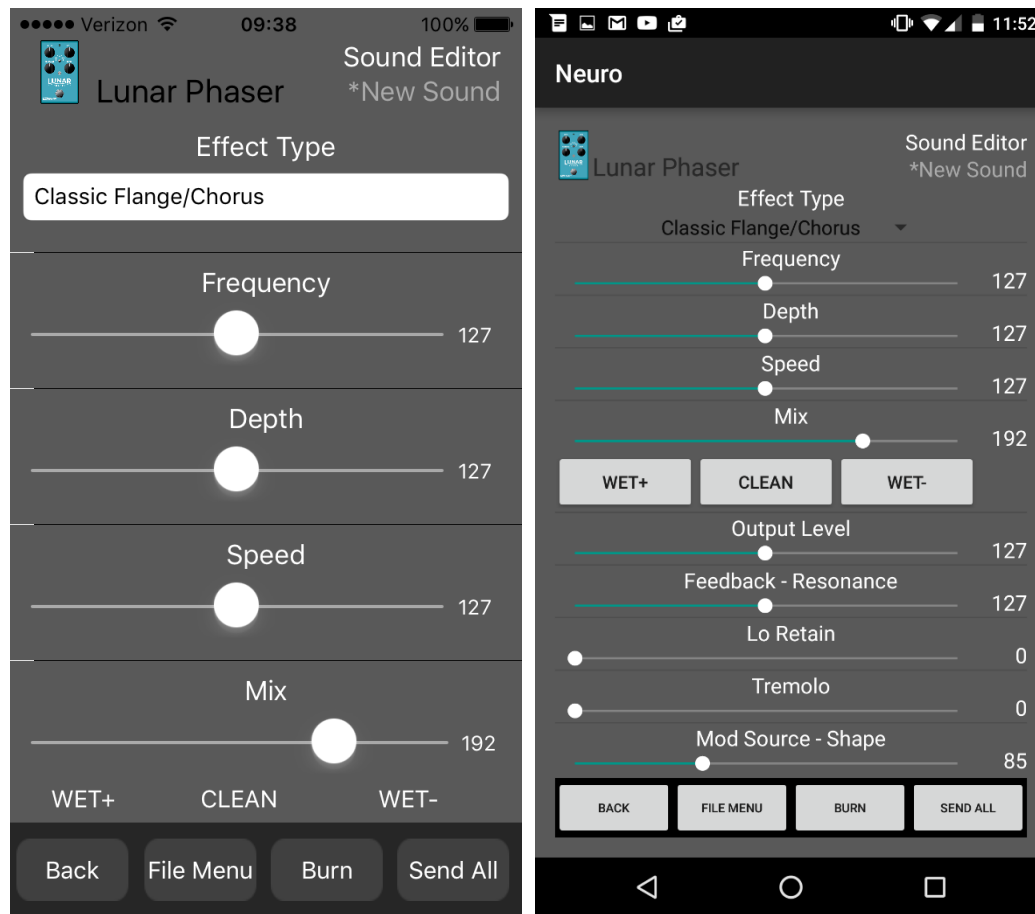 Verizon 09:38 100%
Sound Editor
LUNAR
Lunar Phaser *New Sound
Effect Type
Classic Flange/Chorus
Frequency
127
Depth
127
Speed
127
Mix
192
WET+ CLEAN WET-
Back File Menu Burn Send All
11:52
Neuro
Sound Editor
LUNAR
Lunar Phaser *New Sound
Effect Type
Classic Flange/Chorus
Frequency
127
Depth
127
Speed
127
Mix
192
WET+ CLEAN WET-
Output Level
127
Feedback - Resonance
127
Lo Retain
0
Tremolo
0
Mod Source - Shape
85
BACK FILE MENU BURN SEND ALL